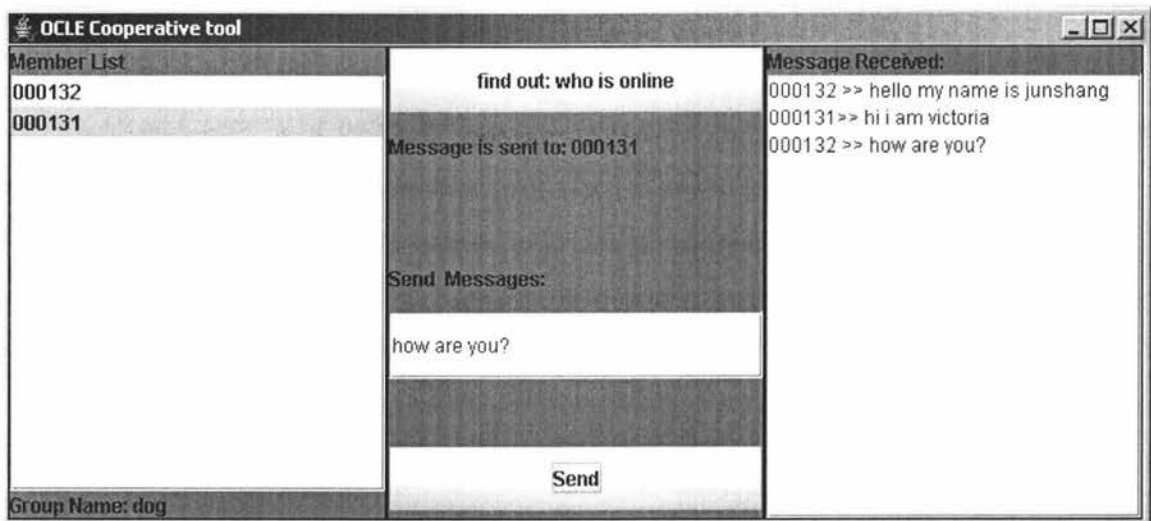 OCLE Cooperative tool
Member List
000132
000131
Group Name: dog
find out: who is online
Message is sent to: 000131
Send Messages:
how are you?
Send
Message Received:
000132 >> hello my name is junshang
000131>> hi i am victoria
000132 >> how are you?